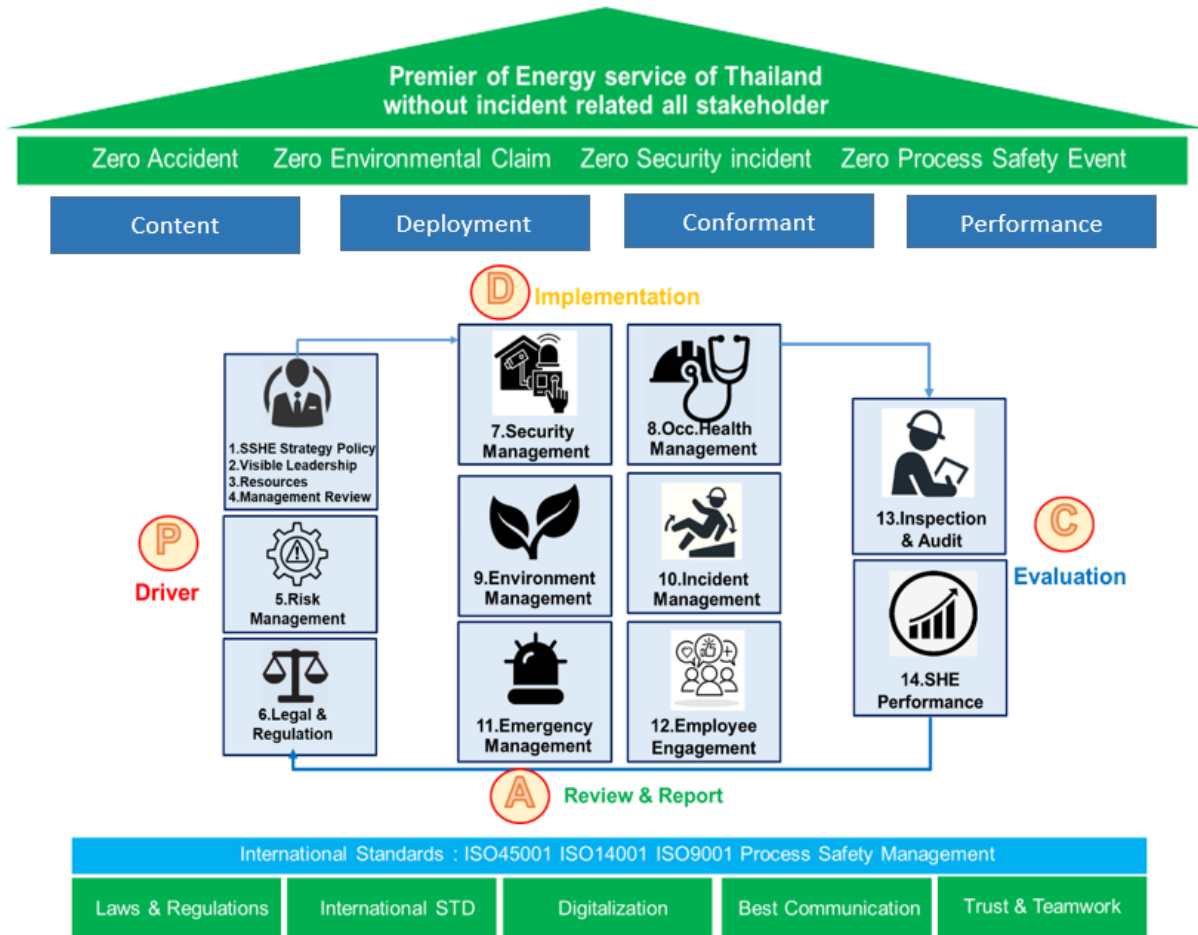 Premier of Energy service of Thailand
without incident related all stakeholder
Zero Accident Zero Environmental Claim Zero Security incident Zero Process Safety Event
Content Deployment Conformant Performance
D Implementation
1.SSHE Strategy Policy
2.Visible Leadership
3.Resources
4.Management Review
7.Security
Management
8.Occ.Health
Management
P
Driver
5.Risk
Management
9.Environment
Management
10.Incident
Management
13.Inspection
& Audit
C
Evaluation
6.Legal &
Regulation
11.Emergency
Management
12.Employee
Engagement
14.SHE
Performance
A Review & Report
International Standards : ISO45001 ISO14001 ISO9001 Process Safety Management
Laws & Regulations International STD Digitalization Best Communication Trust & Teamwork